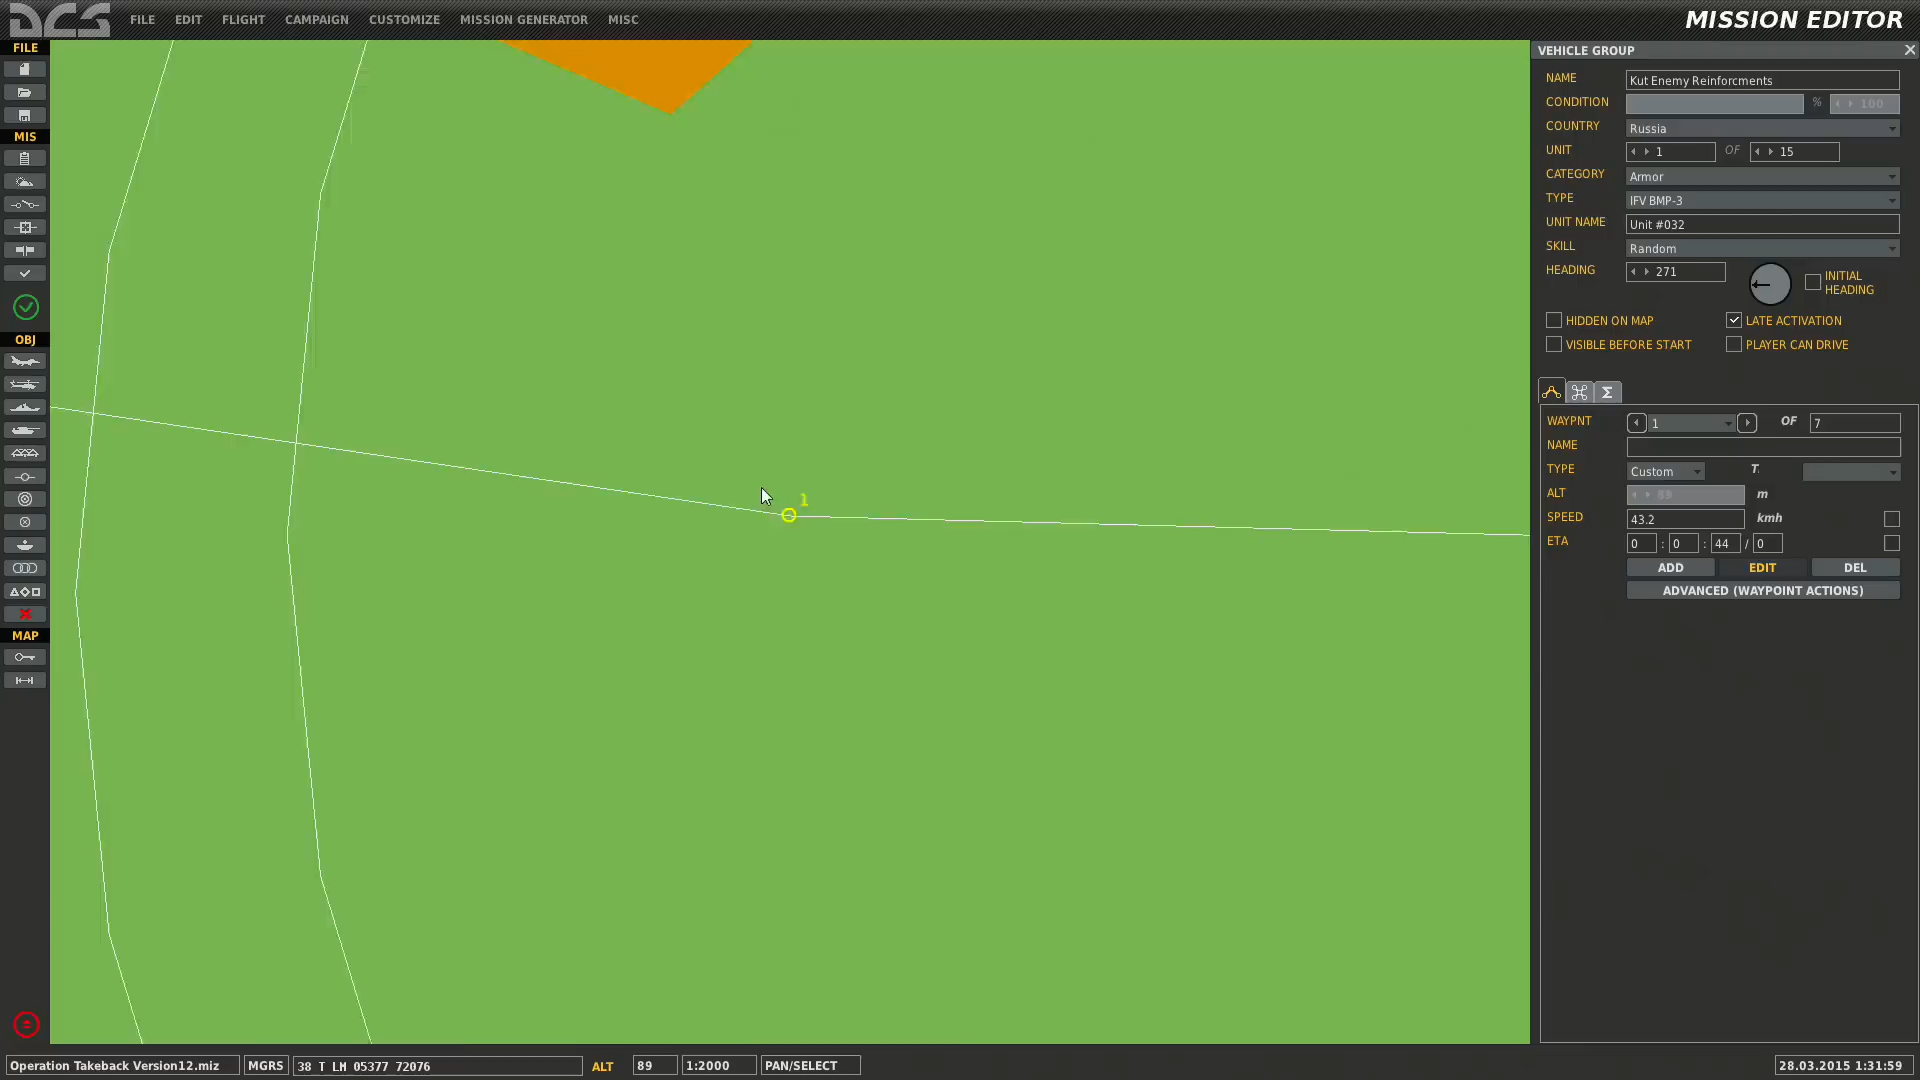 DCS FILE EDIT FLIGHT CAMPAIGN CUSTOMIZE MISSION GENERATOR MISC MISSION EDITOR
FILE
MIS
OBJ
MAP
1
VEHICLE GROUP
NAME Kut Enemy Reinforcments
CONDITION % 100
COUNTRY Russia
UNIT 1 OF 15
CATEGORY Armor
TYPE IFV BMP-3
UNIT NAME Unit #032
SKILL Random
HEADING 271 INITIAL HEADING
HIDDEN ON MAP LATE ACTIVATION
VISIBLE BEFORE START PLAYER CAN DRIVE
WAYPNT 1 OF 7
NAME
TYPE Custom T.
ALT 89 m
SPEED 43.2 kmh
ETA 0 : 0 : 44 / 0
ADD EDIT DEL
ADVANCED (WAYPOINT ACTIONS)
Operation Takeback Version12.miz MGRS 38 T LM 05377 72076 ALT 89 1:2000 PAN/SELECT 28.03.2015 1:31:59